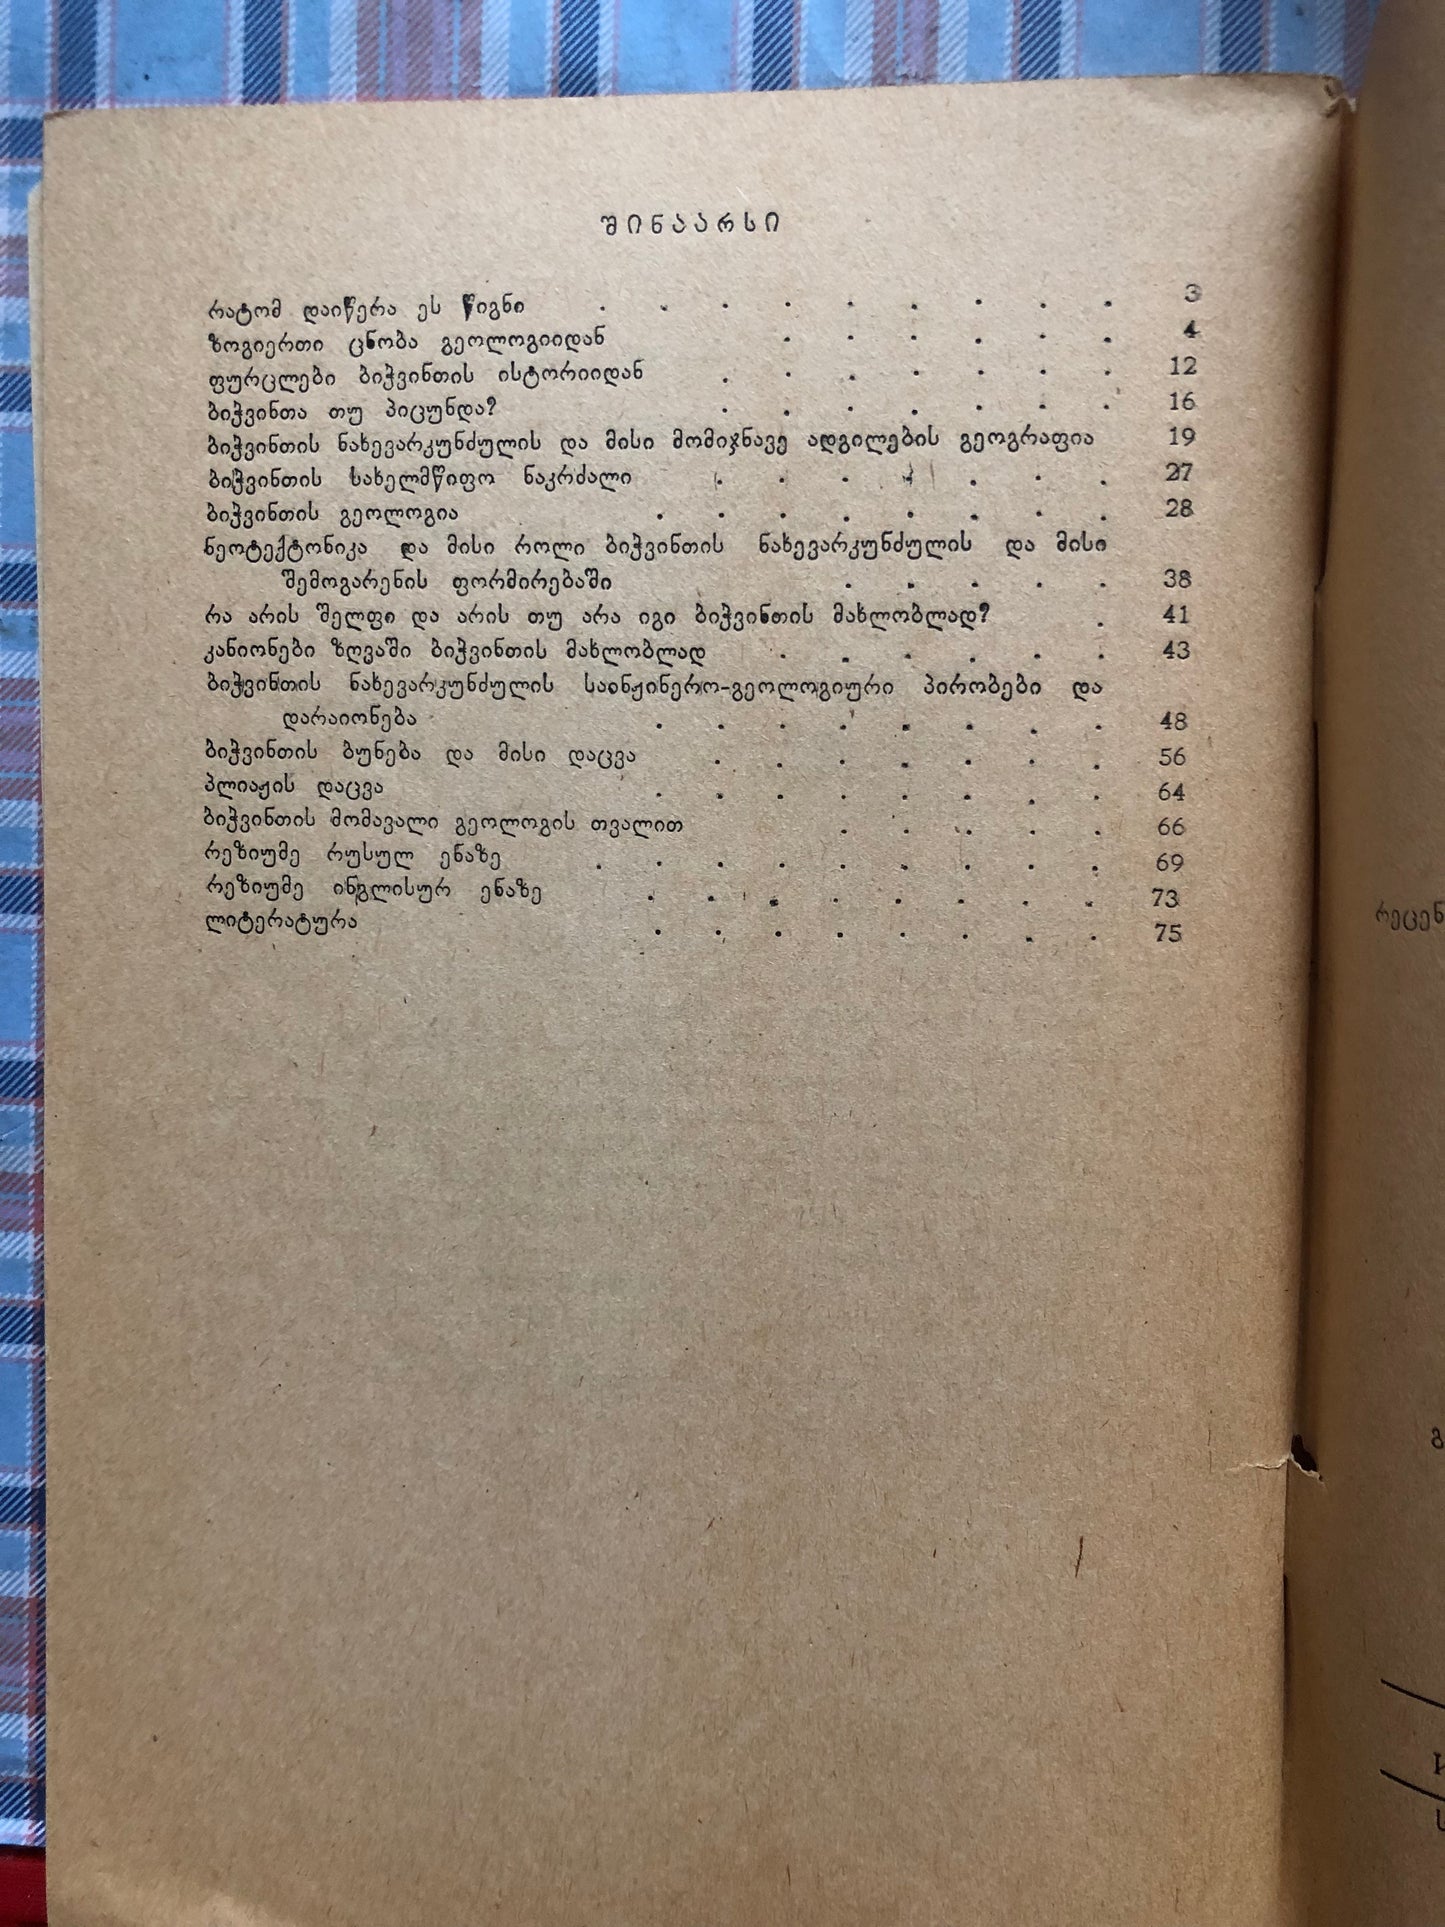 შინაარსი
რატომ დაიწერა ეს წიგნი . . . . . . . . . 3
ზოგიერთი ცნობა გეოლოგიიდან . . . . . . 4
ფურცლები ბიჭვინთის ისტორიიდან . . . . . . . 12
ბიჭვინთა თუ პიცუნდა? . . . . . . . 16
ბიჭვინთის ნახევარკუნძულის და მისი მომიჯნავე ადგილების გეოგრაფია 19
ბიჭვინთის სახელმწიფო ნაკრძალი . . . . . . . 27
ბიჭვინთის გეოლოგია . . . . . . . . 28
ნეოტექტონიკა და მისი როლი ბიჭვინთის ნახევარკუნძულის და მისი
შემოგარენის ფორმირებაში . . . . . 38
რა არის შელფი და არის თუ არა იგი ბიჭვინთის მახლობლად? . 41
კანიონები ზღვაში ბიჭვინთის მახლობლად . . . . . . 43
ბიჭვინთის ნახევარკუნძულის საინჟინერო-გეოლოგიური პირობები და
დარაიონება . . . . . . . . 48
ბიჭვინთის ბუნება და მისი დაცვა . . . . . . . 56
პლიაჟის დაცვა . . . . . . . . 64
ბიჭვინთის მომავალი გეოლოგის თვალით . . . . . 66
რეზიუმე რუსულ ენაზე . . . . . . . . . 69
რეზიუმე ინგლისურ ენაზე . . . . . . . . 73
ლიტერატურა . . . . . . . . 75
რეცენ